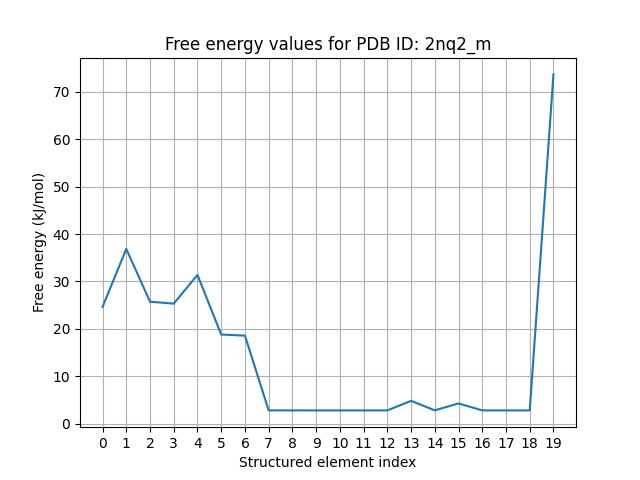 Free energy values for PDB ID: 2nq2_m
70
60
50
40
30
20
10
0
Free energy (kJ/mol)
0 1 2 3 4 5 6 7 8 9 10 11 12 13 14 15 16 17 18 19
Structured element index